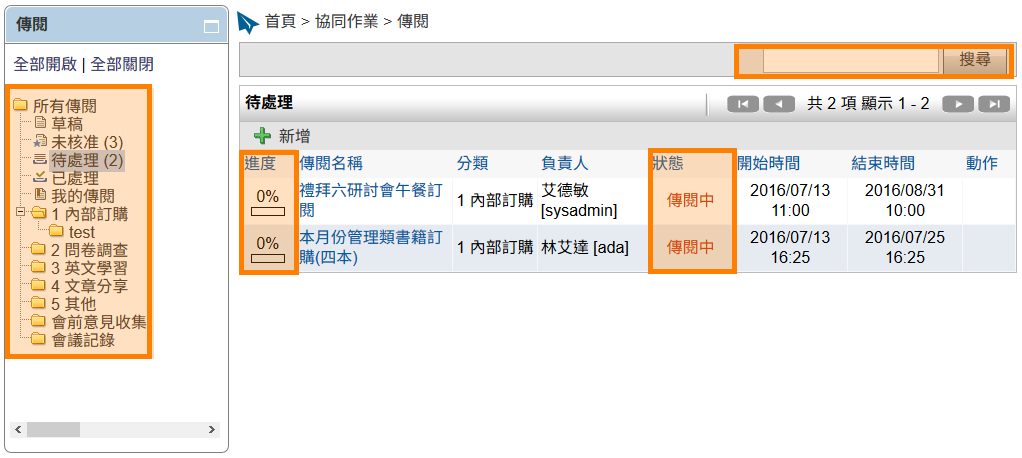 傳閱
全部開啟 | 全部關閉
所有傳閱
草稿
未核准 (3)
待處理 (2)
已處理
我的傳閱
1 內部訂購
test
2 問卷調查
3 英文學習
4 文章分享
5 其他
會前意見收集
會議記錄
首頁 > 協同作業 > 傳閱
搜尋
待處理
共 2 項 顯示 1 - 2
新增
進度 傳閱名稱 分類 負責人 狀態 開始時間 結束時間 動作
0% 禮拜六研討會午餐訂閱 1 內部訂購 艾德敏 [sysadmin] 傳閱中 2016/07/13 11:00 2016/08/31 10:00
0% 本月份管理類書籍訂購(四本) 1 內部訂購 林艾達 [ada] 傳閱中 2016/07/13 16:25 2016/07/25 16:25